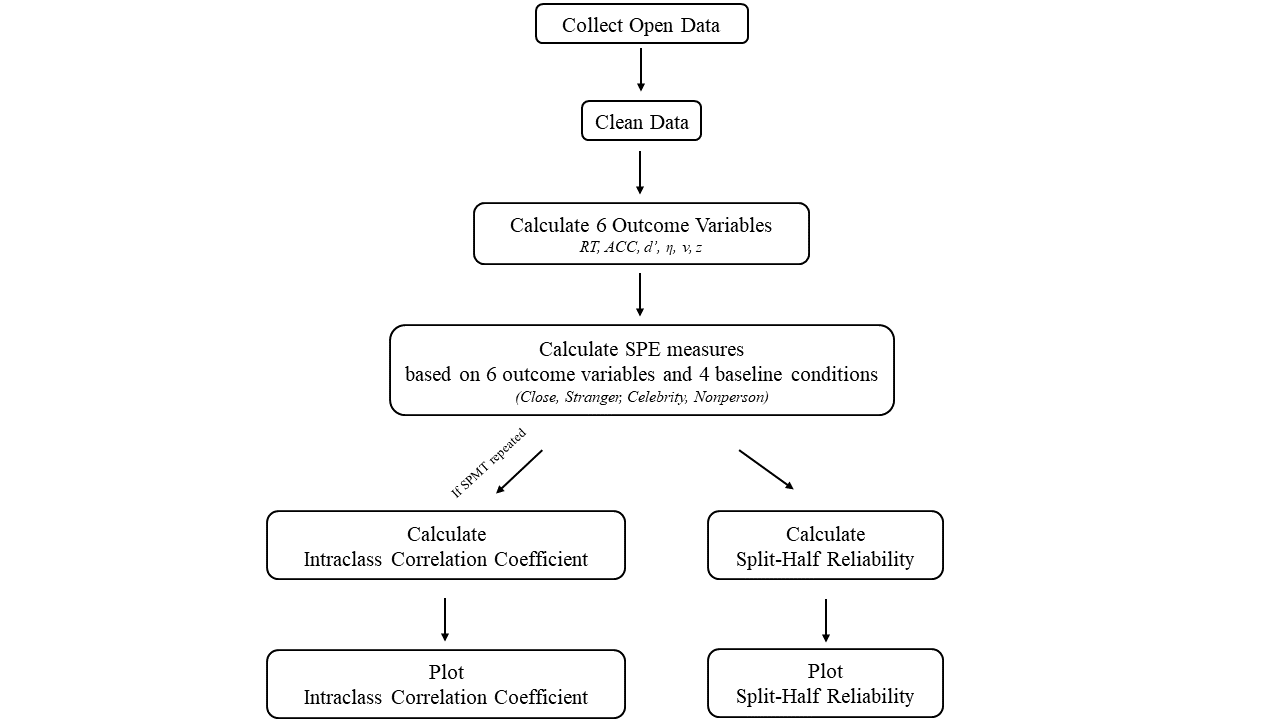 Collect Open Data
Clean Data
Calculate 6 Outcome Variables
RT, ACC, d', η, v, z
Calculate SPE measures
based on 6 outcome variables and 4 baseline conditions
(Close, Stranger, Celebrity, Nonperson)
If SPMT repeated
Calculate
Intraclass Correlation Coefficient
Calculate
Split-Half Reliability
Plot
Intraclass Correlation Coefficient
Plot
Split-Half Reliability